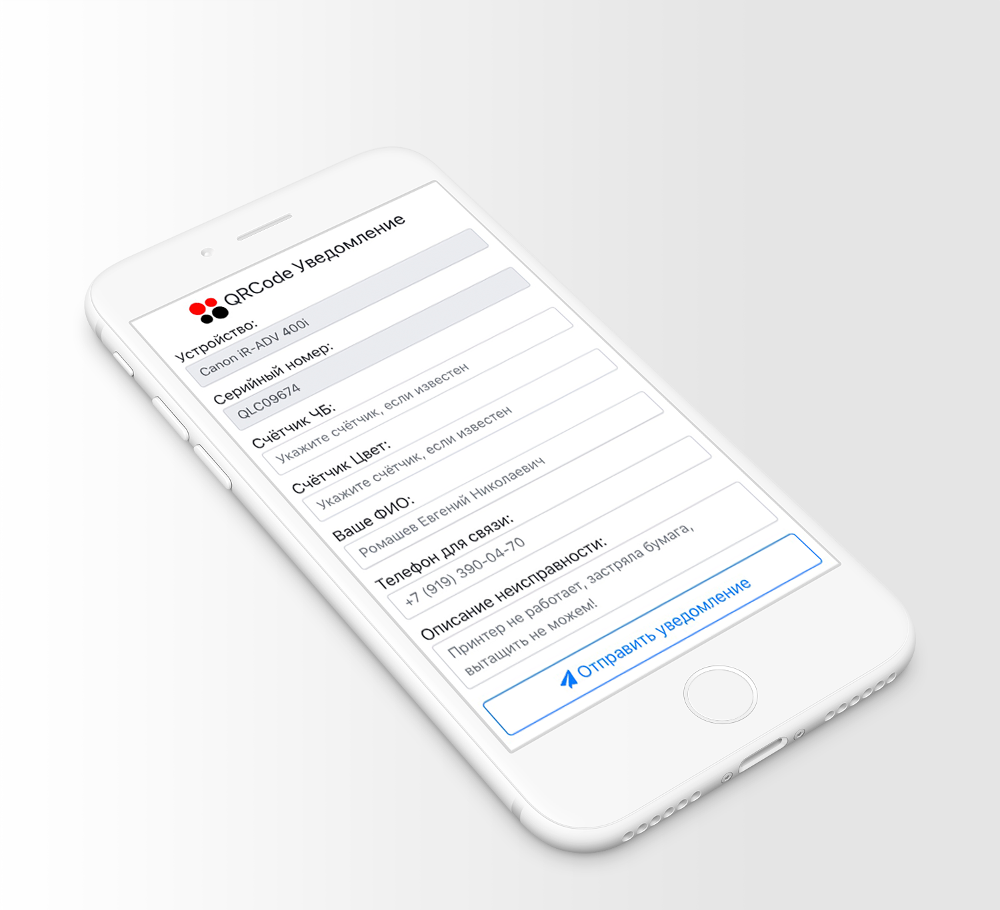 QRCode Уведомление
Устройство:
Canon iR-ADV 400i
Серийный номер:
QLC09674
Счётчик ЧБ:
Укажите счётчик, если известен
Счётчик Цвет:
Укажите счётчик, если известен
Ваше ФИО:
Ромашев Евгений Николаевич
Телефон для связи:
+7 (919) 390-04-70
Описание неисправности:
Принтер не работает, застряла бумага,
вытащить не можем!
Отправить уведомление